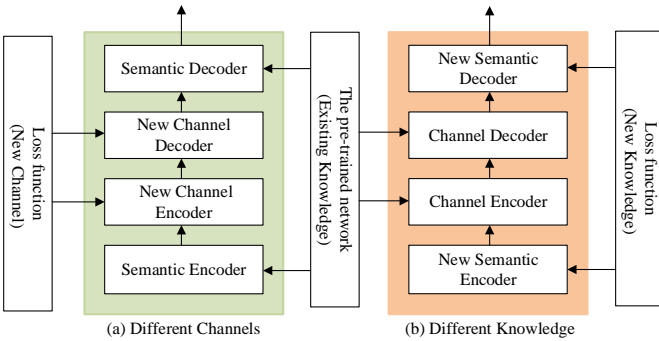 Loss function
(New Channel)
Semantic Decoder
New Channel
Decoder
New Channel
Encoder
Semantic Encoder
(a) Different Channels
The pre-trained network
(Existing Knowledge)
New Semantic
Decoder
Channel Decoder
Channel Encoder
New Semantic
Encoder
(b) Different Knowledge
Loss function
(New Knowledge)